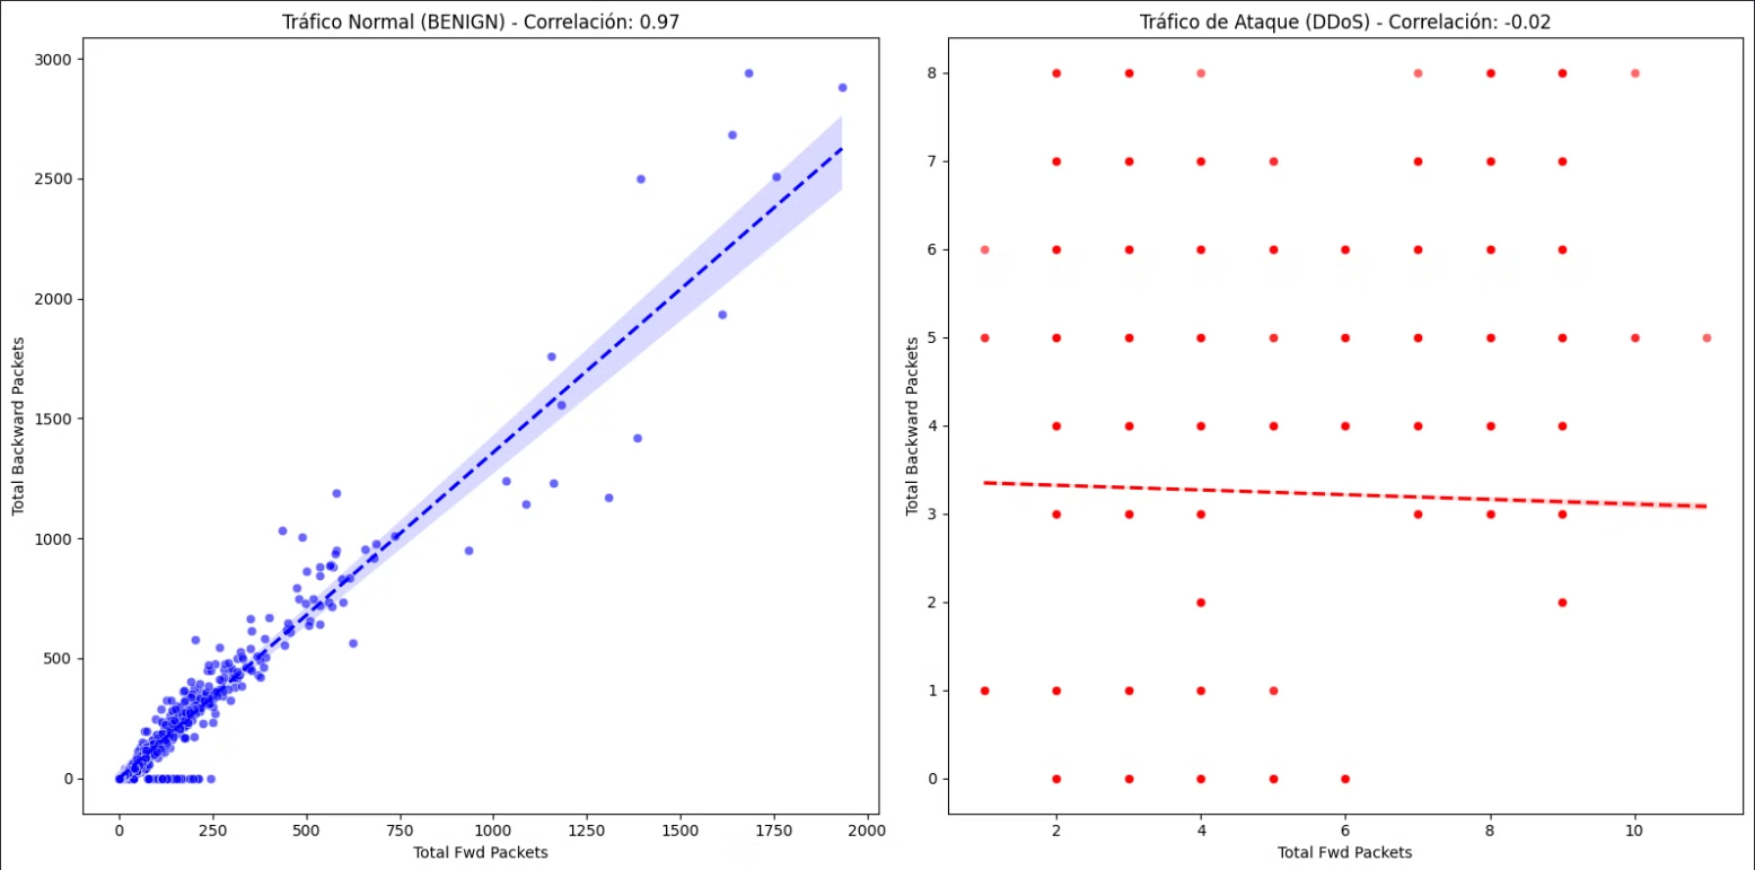 Tráfico Normal (BENIGN) - Correlación: 0.97
3000
2500
2000
1500
1000
500
0
Total Backward Packets
0 250 500 750 1000 1250 1500 1750 2000
Total Fwd Packets
Tráfico de Ataque (DDoS) - Correlación: -0.02
8
7
6
5
4
3
2
1
0
Total Backward Packets
2 4 6 8 10
Total Fwd Packets